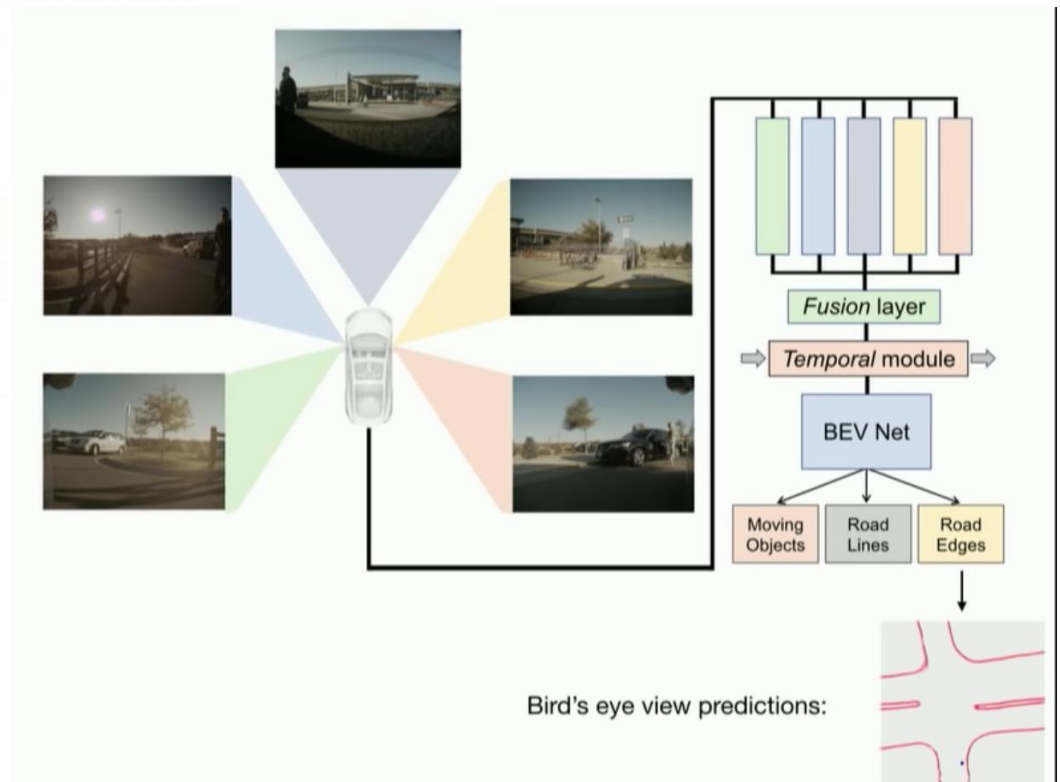 Fusion layer
Temporal module
BEV Net
Moving
Objects
Road
Lines
Road
Edges
Bird's eye view predictions: